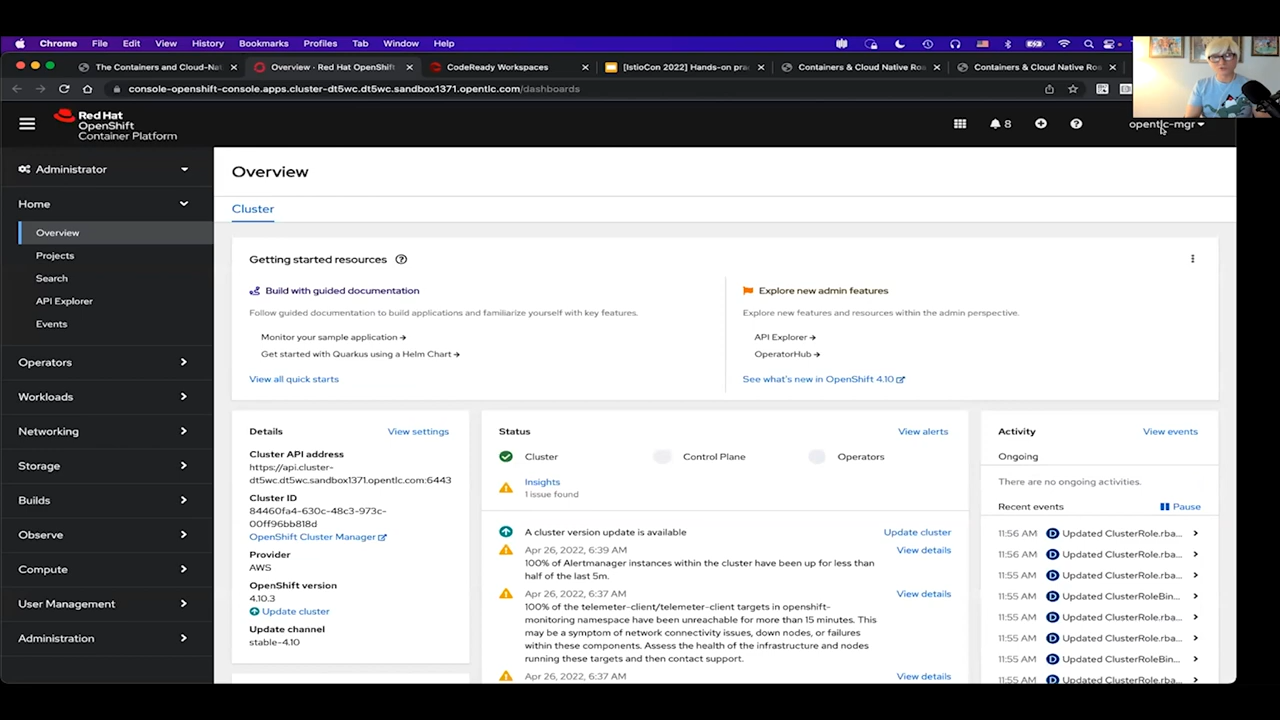 Chrome File Edit View History Bookmarks Profiles Tab Window Help
The Containers and Cloud-Nat
Overview · Red Hat OpenShift
CodeReady Workspaces
[IstioCon 2022] Hands-on pra
Containers & Cloud Native Ro
Containers & Cloud Native Ro
console-openshift-console.apps.cluster-dt5wc.dt5wc.sandbox1371.opentlc.com/dashboards
Red Hat
OpenShift
Container Platform
8
opentlc-mgr
Administrator
Home
Overview
Projects
Search
API Explorer
Events
Operators
Workloads
Networking
Storage
Builds
Observe
Compute
User Management
Administration
Overview
Cluster
Getting started resources
Build with guided documentation
Follow guided documentation to build applications and familiarize yourself with key features.
Monitor your sample application
Get started with Quarkus using a Helm Chart
View all quick starts
Explore new admin features
Explore new features and resources within the admin perspective.
API Explorer
OperatorHub
See what's new in OpenShift 4.10
Details
View settings
Cluster API address
https://api.cluster-
dt5wc.dt5wc.sandbox1371.opentlc.com:6443
Cluster ID
84460fa4-630c-48c3-973c-
00ff96bb818d
OpenShift Cluster Manager
Provider
AWS
OpenShift version
4.10.3
Update cluster
Update channel
stable-4.10
Status
View alerts
Cluster
Control Plane
Operators
Insights
1 issue found
A cluster version update is available
Update cluster
Apr 26, 2022, 6:39 AM
View details
100% of Alertmanager instances within the cluster have been up for less than
half of the last 5m.
Apr 26, 2022, 6:37 AM
View details
100% of the telemeter-client/telemeter-client targets in openshift-
monitoring namespace have been unreachable for more than 15 minutes. This
may be a symptom of network connectivity issues, down nodes, or failures
within these components. Assess the health of the infrastructure and nodes
running these targets and then contact support.
Apr 26, 2022, 6:37 AM
View details
Activity
View events
Ongoing
There are no ongoing activities.
Recent events
Pause
11:56 AM D Updated ClusterRole.rba...
11:56 AM D Updated ClusterRole.rba...
11:55 AM D Updated ClusterRole.rba...
11:55 AM D Updated ClusterRoleBin...
11:55 AM D Updated ClusterRole.rba...
11:55 AM D Updated ClusterRole.rba...
11:55 AM D Updated ClusterRoleBin...
11:55 AM D Updated ClusterRole.rba...